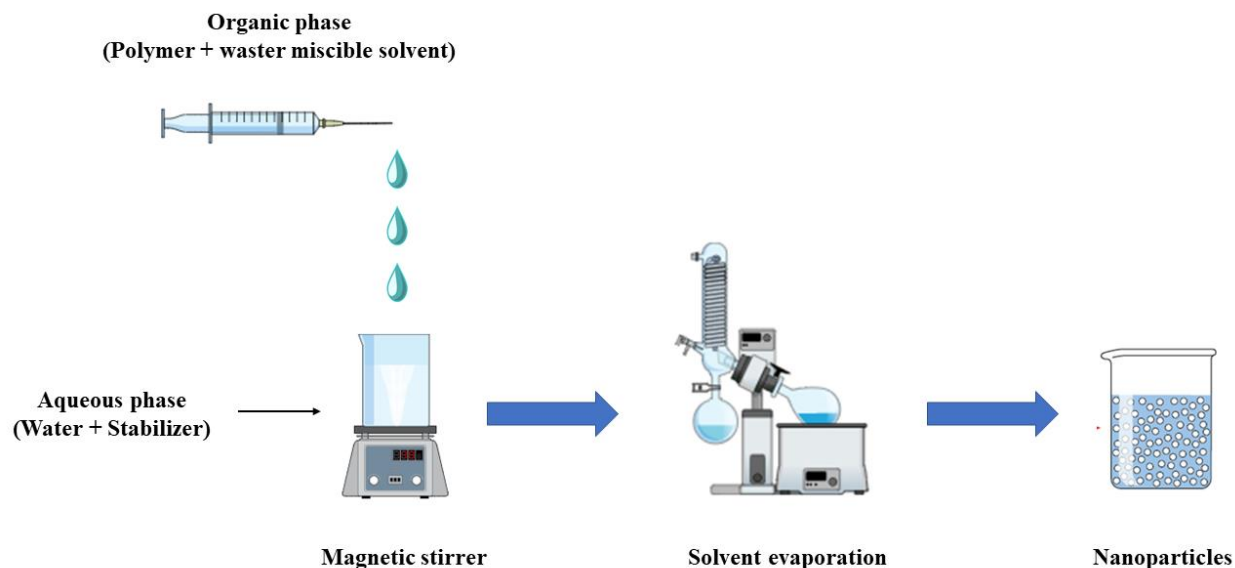 Organic phase
(Polymer + waster miscible solvent)
Aqueous phase
(Water + Stabilizer)
Magnetic stirrer
Solvent evaporation
Nanoparticles